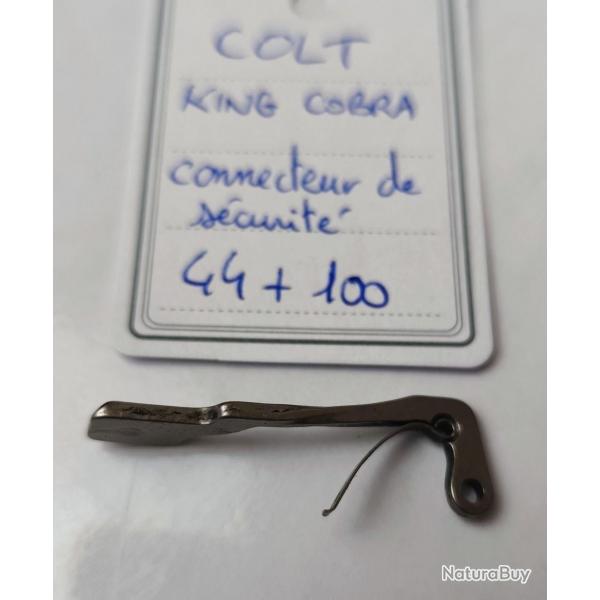 COLT
KING COBRA
connecteur de
sécurité
44 + 100
NaturaBuy